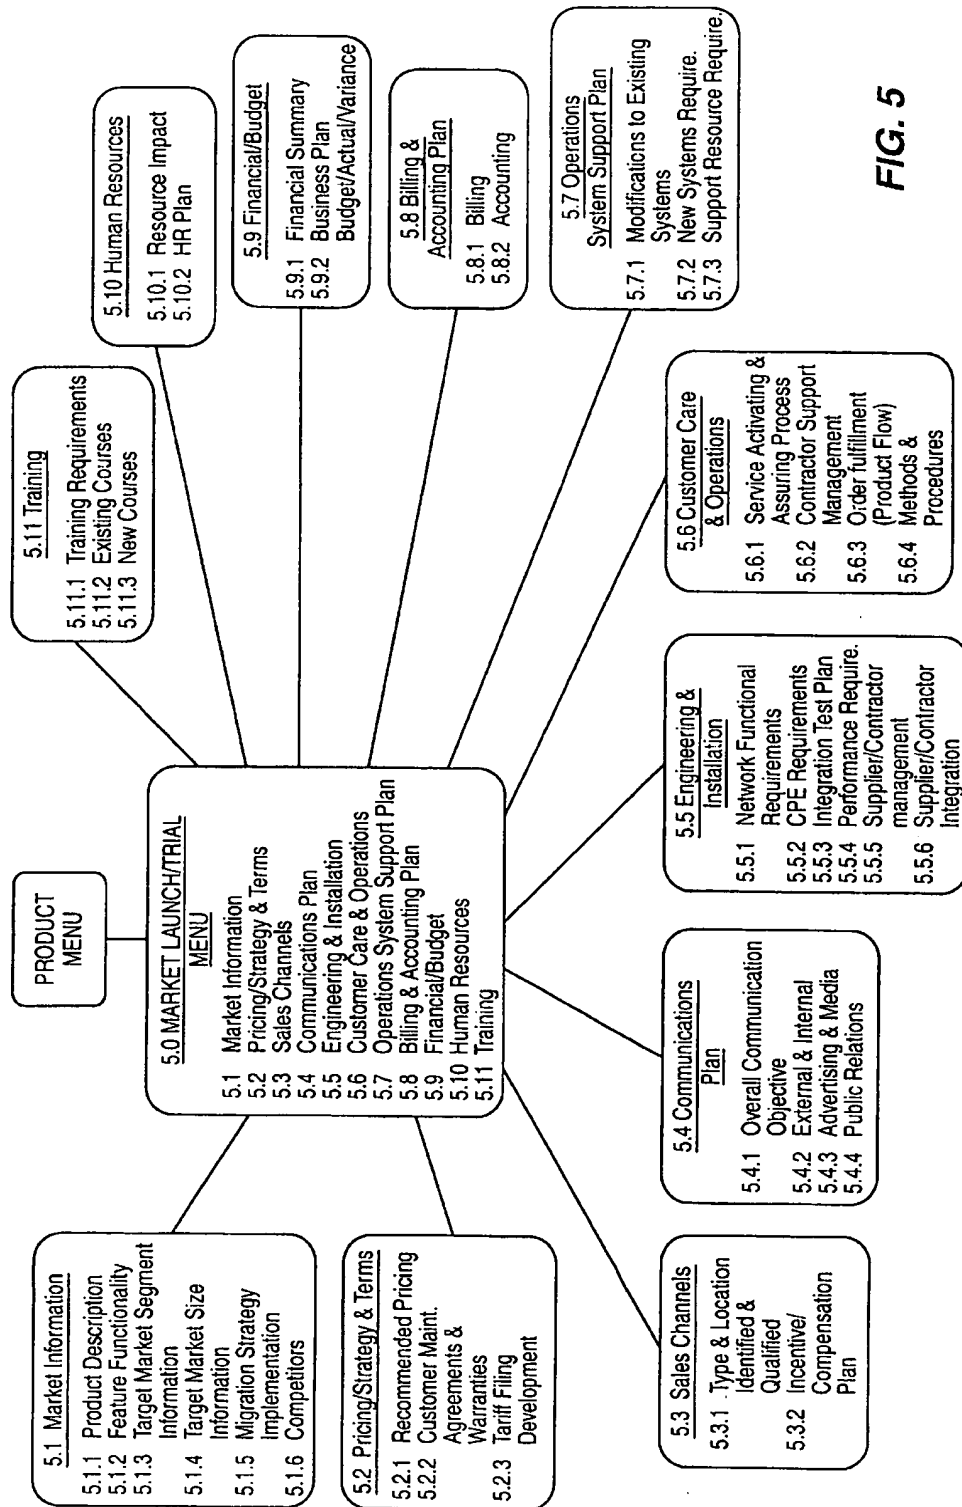 PRODUCT
MENU
5.0 MARKET LAUNCH/TRIAL
MENU
5.1 Market Information
5.2 Pricing/Strategy & Terms
5.3 Sales Channels
5.4 Communications Plan
5.5 Engineering & Installation
5.6 Customer Care & Operations
5.7 Operations System Support Plan
5.8 Billing & Accounting Plan
5.9 Financial/Budget
5.10 Human Resources
5.11 Training
5.1 Market Information
5.1.1 Product Description
5.1.2 Feature Functionality
5.1.3 Target Market Segment
Information
5.1.4 Target Market Size
Information
5.1.5 Migration Strategy
Implementation
5.1.6 Competitors
5.2 Pricing/Strategy & Terms
5.2.1 Recommended Pricing
5.2.2 Customer Maint.
Agreements &
Warranties
5.2.3 Tariff Filing
Development
5.3 Sales Channels
5.3.1 Type & Location
Identified &
Qualified
5.3.2 Incentive/
Compensation
Plan
5.4 Communications
Plan
5.4.1 Overall Communication
Objective
5.4.2 External & Internal
5.4.3 Advertising & Media
5.4.4 Public Relations
5.5 Engineering &
Installation
5.5.1 Network Functional
Requirements
5.5.2 CPE Requirements
5.5.3 Integration Test Plan
5.5.4 Performance Require.
5.5.5 Supplier/Contractor
management
5.5.6 Supplier/Contractor
Integration
5.6 Customer Care
& Operations
5.6.1 Service Activating &
Assuring Process
5.6.2 Contractor Support
Management
5.6.3 Order fulfillment
(Product Flow)
5.6.4 Methods &
Procedures
5.7 Operations
System Support Plan
5.7.1 Modifications to Existing
Systems
5.7.2 New Systems Require.
5.7.3 Support Resource Require.
5.8 Billing &
Accounting Plan
5.8.1 Billing
5.8.2 Accounting
5.9 Financial/Budget
5.9.1 Financial Summary
5.9.2 Business Plan
Budget/Actual/Variance
5.10 Human Resources
5.10.1 Resource Impact
5.10.2 HR Plan
5.11 Training
5.11.1 Training Requirements
5.11.2 Existing Courses
5.11.3 New Courses
FIG. 5